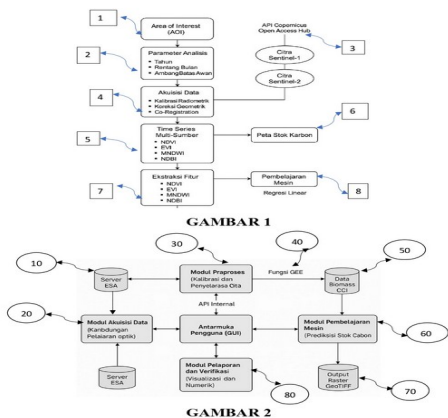 1
Area of Interest
(AOI)
API Copernicus
Open Access Hub
2
Parameter Analisis
• Tahun
• Rentang Bulan
• Ambang Batas Awan
3
Citra
Sentinel-1
Citra
Sentinel-2
4
Akuisisi Data
• Kalibrasi Radiometrik
• Koreksi Geometrik
• Co-Registration
5
Time Series
Multi-Sumber
• NDVI
• EVI
• MNDWI
• NDBI
6
Peta Stok Karbon
7
Ekstraksi Fitur
• NDVI
• EVI
• MNDWI
• NDBI
Pembelajaran
Mesin
Regresi Linear
8
GAMBAR 1
30
40
10
50
Server
ESA
Modul Praproses
(Kalibrasi dan
Penyelarasa Cita)
Fungsi GEE
Data
Biomass
CCI
20
API Internal
60
Modul Akuisisi Data
optik)
Antarmuka
Pengguna (GUI)
Modul Pembelajaran
Mesin
(Predikisisi Stok Cabon)
Server
ESA
Modul Pelaporan
dan Verifikasi
(Visualizasi dan
Numerik)
Output
Raster
GeoTIFF
70
80
GAMBAR 2